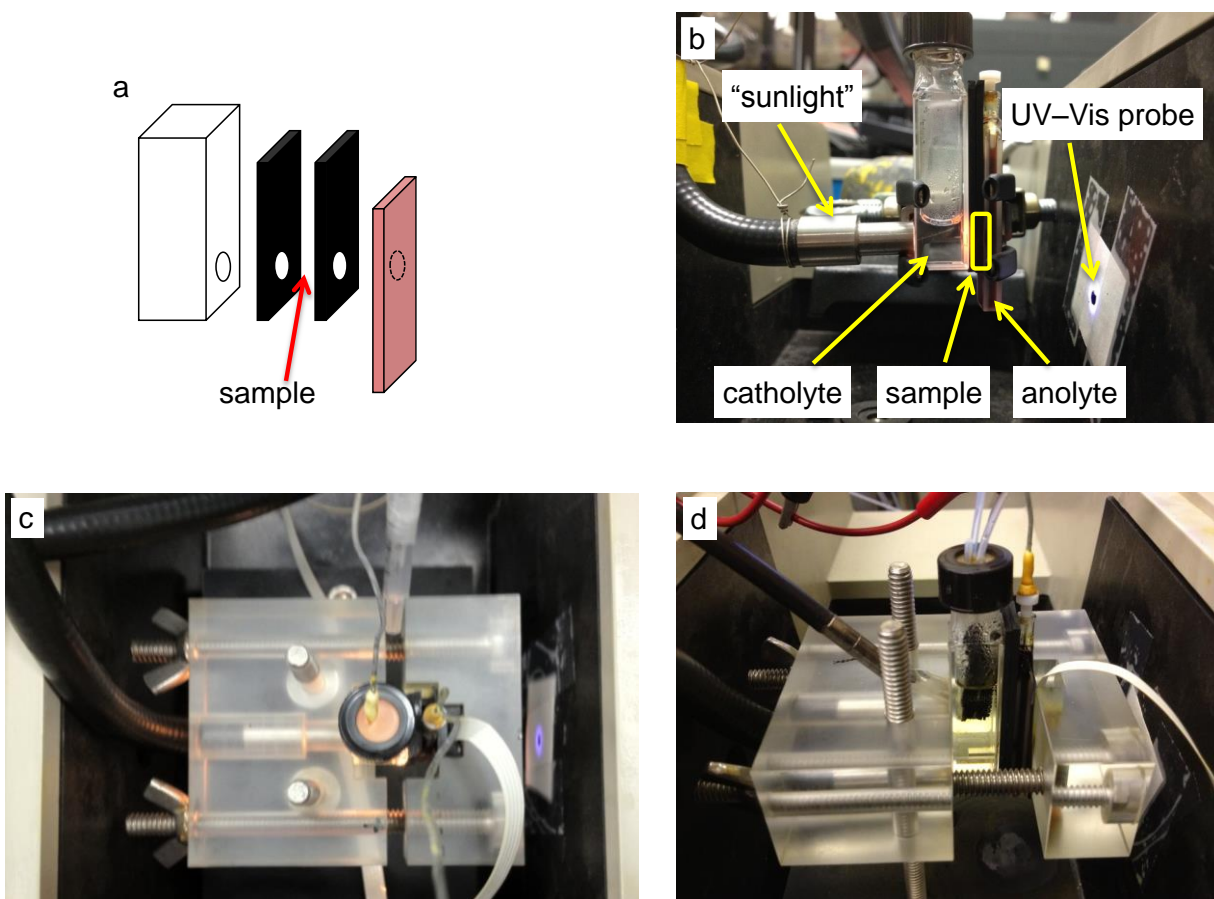 a
sample
b
“sunlight”
UV–Vis probe
catholyte
sample
anolyte
c
d